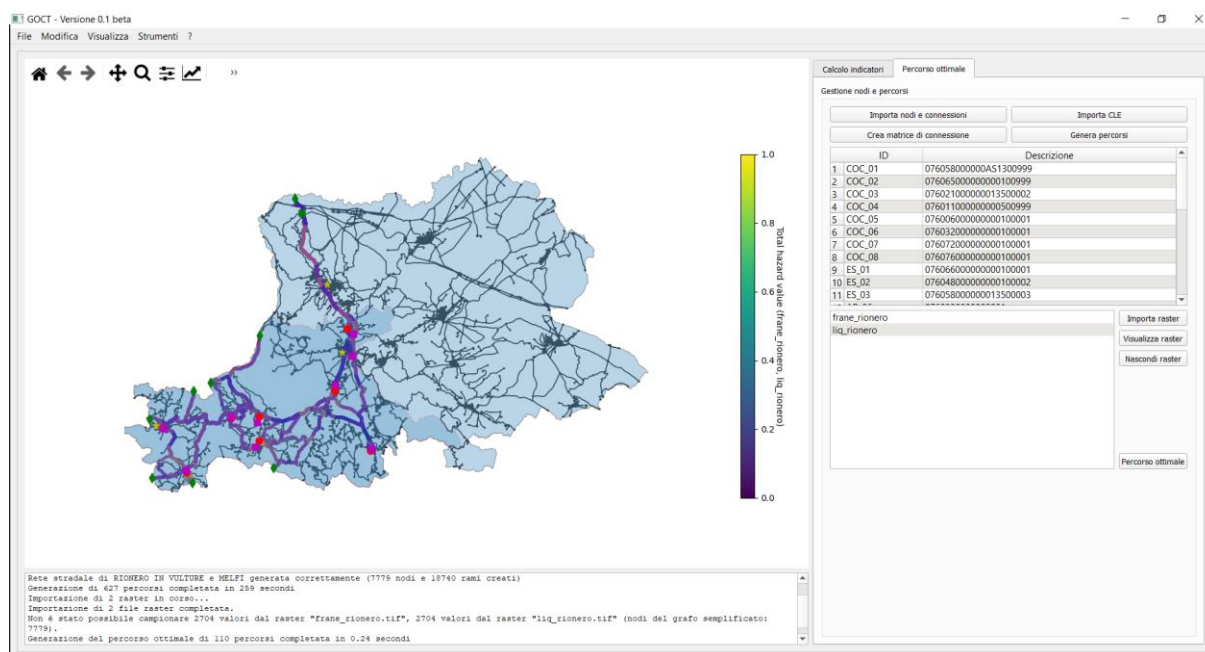 GOCT - Versione 0.1 beta
File Modifica Visualizza Strumenti ?
»
1.0
0.8
0.6
0.4
0.2
0.0
Total hazard value (frane_rionero, liq_rionero)
Rete stradale di RIONERO IN VULTURE e MELFI generata correttamente (7779 nodi e 18740 rami creati)
Generazione di 627 percorsi completata in 259 secondi
Importazione di 2 raster in corso...
Importazione di 2 file raster completata.
Non è stato possibile campionare 2704 valori dal raster "frane_rionero.tif", 2704 valori dal raster "liq_rionero.tif" (nodi del grafo semplificato:
7779).
Generazione del percorso ottimale di 110 percorsi completata in 0.24 secondi
Calcolo indicatori Percorso ottimale
Gestione nodi e percorsi
Importa nodi e connessioni Importa CLE
Crea matrice di connessione Genera percorsi
ID Descrizione
1 COC_01 076058000000AS1300999
2 COC_02 076065000000000100999
3 COC_03 076021000000013500002
4 COC_04 076011000000000500999
5 COC_05 076006000000000100001
6 COC_06 076032000000000100001
7 COC_07 076072000000000100001
8 COC_08 076076000000000100001
9 ES_01 076066000000000100001
10 ES_02 076048000000000100002
11 ES_03 076058000000013500003
frane_rionero
liq_rionero
Importa raster
Visualizza raster
Nascondi raster
Percorso ottimale